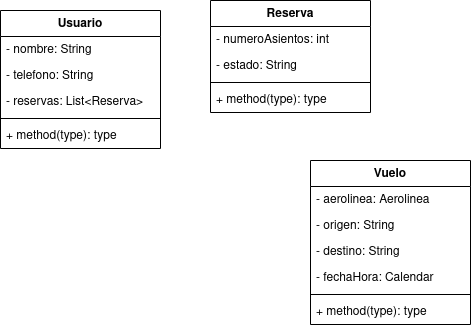 Usuario
- nombre: String
- telefono: String
- reservas: List<Reserva>
+ method(type): type
Reserva
- numeroAsientos: int
- estado: String
+ method(type): type
Vuelo
- aerolinea: Aerolinea
- origen: String
- destino: String
- fechaHora: Calendar
+ method(type): type